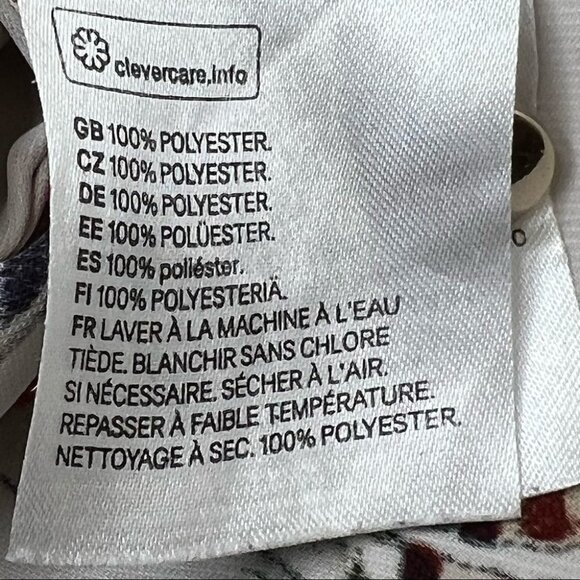 clevercare.info
GB 100% POLYESTER.
CZ 100% POLYESTER.
DE 100% POLYESTER.
EE 100% POLÜESTER.
ES 100% poliéster.
FI 100% POLYESTERIÄ.
FR LAVER À LA MACHINE À L'EAU
TIÈDE. BLANCHIR SANS CHLORE
SI NÉCESSAIRE. SÉCHER À L'AIR.
REPASSER À FAIBLE TEMPÉRATURE.
NETTOYAGE À SEC. 100% POLYESTER.